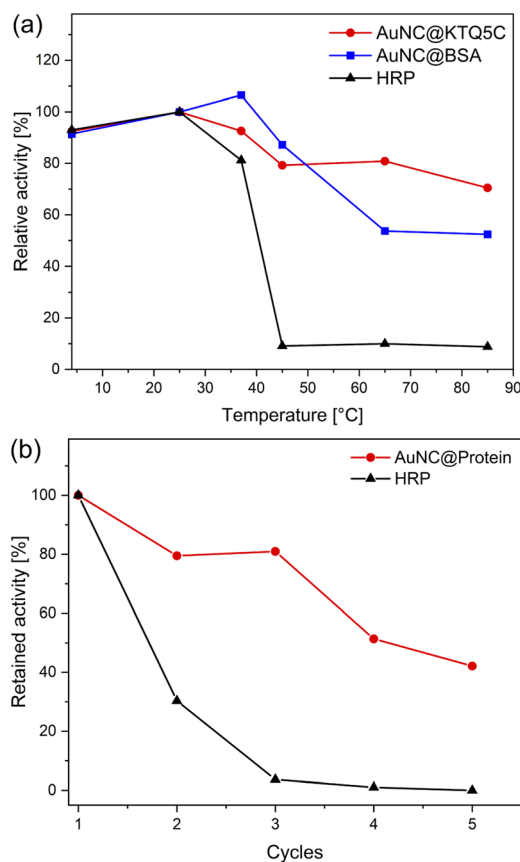 (a)
AuNC@KTQ5C
AuNC@BSA
HRP
Relative activity [%]
120
100
80
60
40
20
0
10 20 30 40 50 60 70 80 90
Temperature [°C]
(b)
AuNC@Protein
HRP
Retained activity [%]
100
80
60
40
20
0
1 2 3 4 5
Cycles